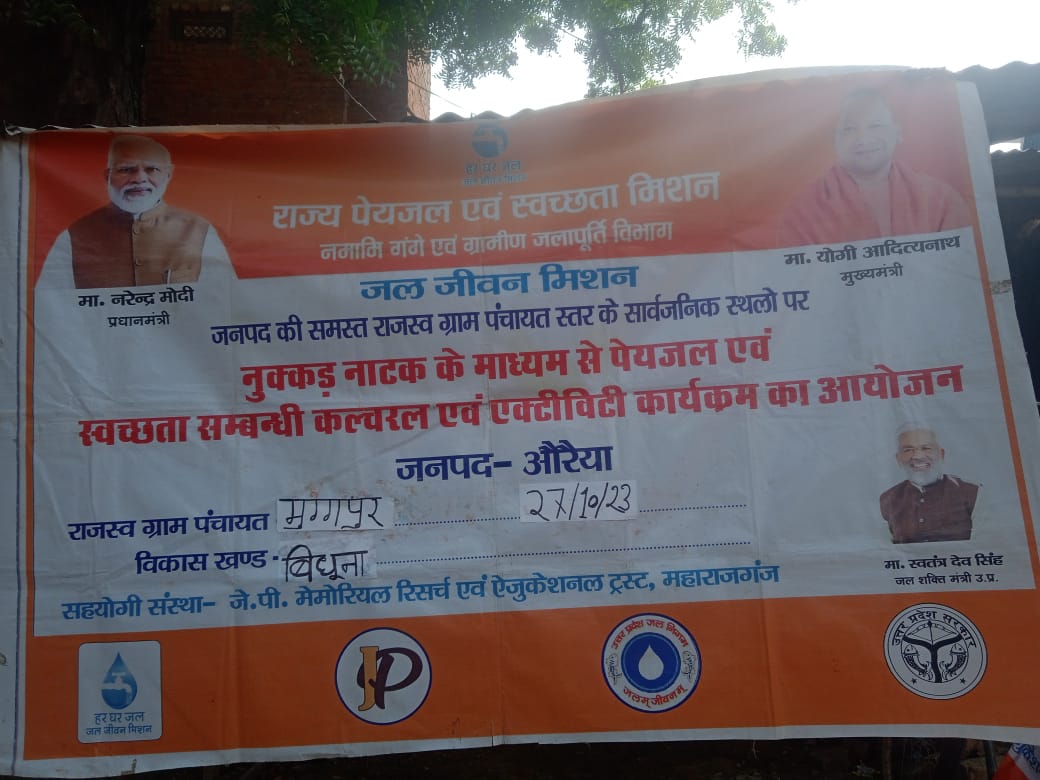 हर घर जल
जल जीवन मिशन
राज्य पेयजल एवं स्वच्छता मिशन
नमामि गंगे एवं ग्रामीण जलापूर्ति विभाग
मा. नरेन्द्र मोदी
प्रधानमंत्री
मा. योगी आदित्यनाथ
मुख्यमंत्री
जल जीवन मिशन
जनपद की समस्त राजस्व ग्राम पंचायत स्तर के सार्वजनिक स्थलो पर
नुक्कड़ नाटक के माध्यम से पेयजल एवं
स्वच्छता सम्बन्धी कल्चरल एवं एक्टीविटी कार्यक्रम का आयोजन
जनपद- औरैया
राजस्व ग्राम पंचायत मुग्गपुर 27/10/23
विकास खण्ड - बिधूना
मा. स्वतंत्र देव सिंह
जल शक्ति मंत्री उ.प्र.
सहयोगी संस्था- जे.पी. मेमोरियल रिसर्च एवं ऐजुकेशनल ट्रस्ट, महाराजगंज
हर घर जल
जल जीवन मिशन
JP
उत्तर प्रदेश जल निगम
जलम् जीवनम्
उत्तर प्रदेश सरकार